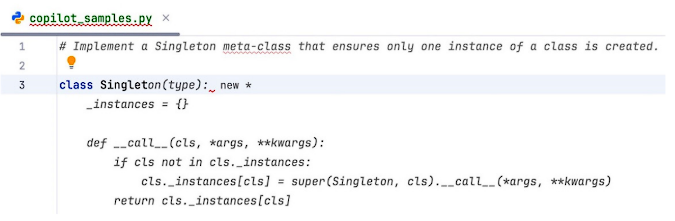 copilot_samples.py ×
1 # Implement a Singleton meta-class that ensures only one instance of a class is created.
2
3 class Singleton(type): new *
_instances = {}
def __call__(cls, *args, **kwargs):
if cls not in cls._instances:
cls._instances[cls] = super(Singleton, cls).__call__(*args, **kwargs)
return cls._instances[cls]